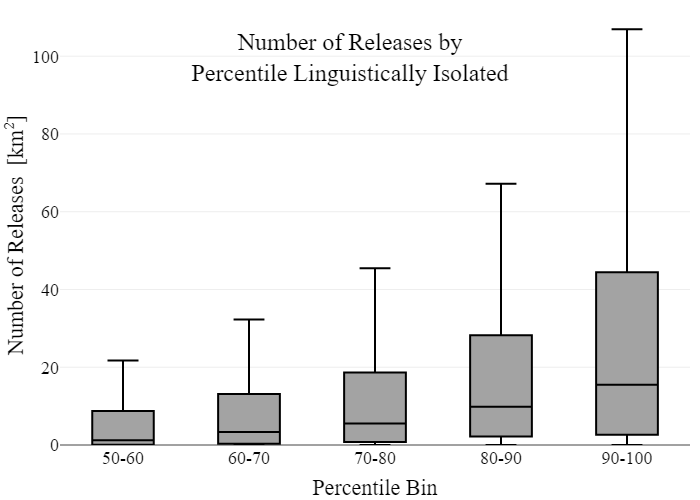 Number of Releases by
Percentile Linguistically Isolated
Number of Releases [km²]
100
80
60
40
20
0
50-60 60-70 70-80 80-90 90-100
Percentile Bin